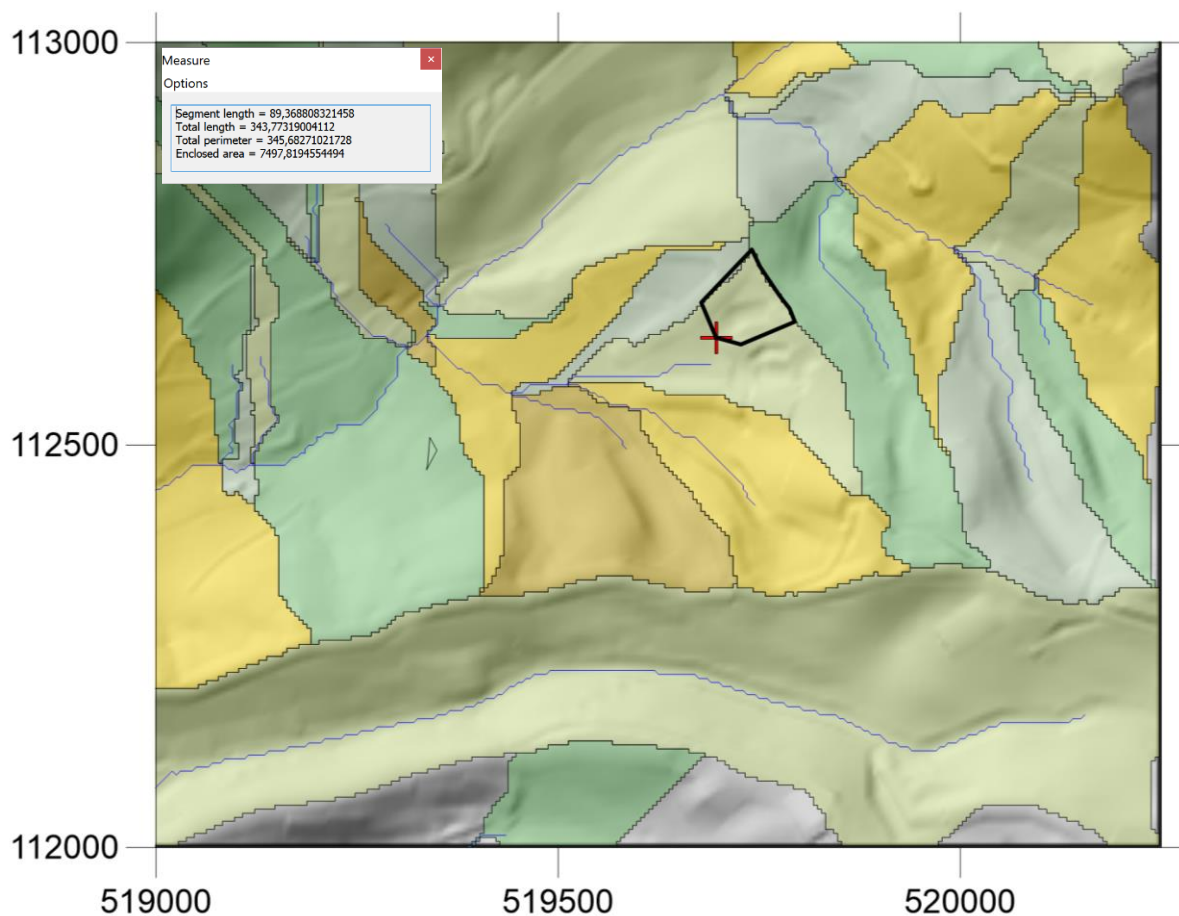 113000
Measure
Options
Segment length = 89,368808321458
Total length = 343,77319004112
Total perimeter = 345,68271021728
Enclosed area = 7497,8194554494
112500
112000
519000 519500 520000